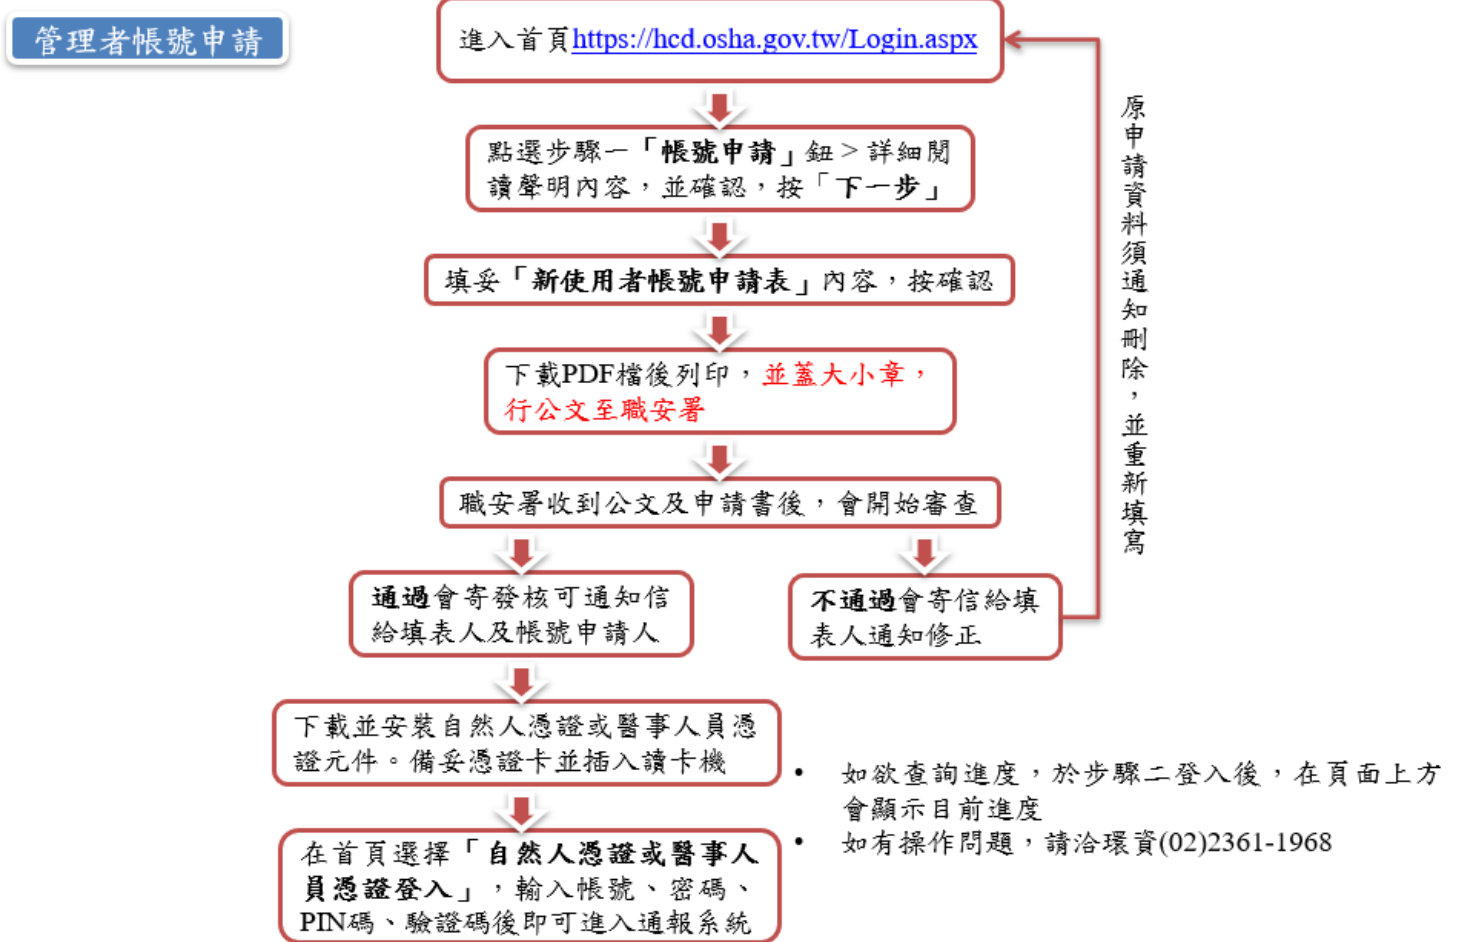 管理者帳號申請
進入首頁https://hcd.osha.gov.tw/Login.aspx
點選步驟一「帳號申請」鈕>詳細閱
讀聲明內容，並確認，按「下一步」
填妥「新使用者帳號申請表」內容，按確認
下載PDF檔後列印，並蓋大小章，
行公文至職安署
職安署收到公文及申請書後，會開始審查
通過會寄發核可通知信
給填表人及帳號申請人
不通過會寄信給填
表人通知修正
原申請資料須通知刪除，並重新填寫
下載並安裝自然人憑證或醫事人員憑
證元件。備妥憑證卡並插入讀卡機
在首頁選擇「自然人憑證或醫事人
員憑證登入」，輸入帳號、密碼、
PIN碼、驗證碼後即可進入通報系統
• 如欲查詢進度，於步驟二登入後，在頁面上方
會顯示目前進度
• 如有操作問題，請洽環資(02)2361-1968